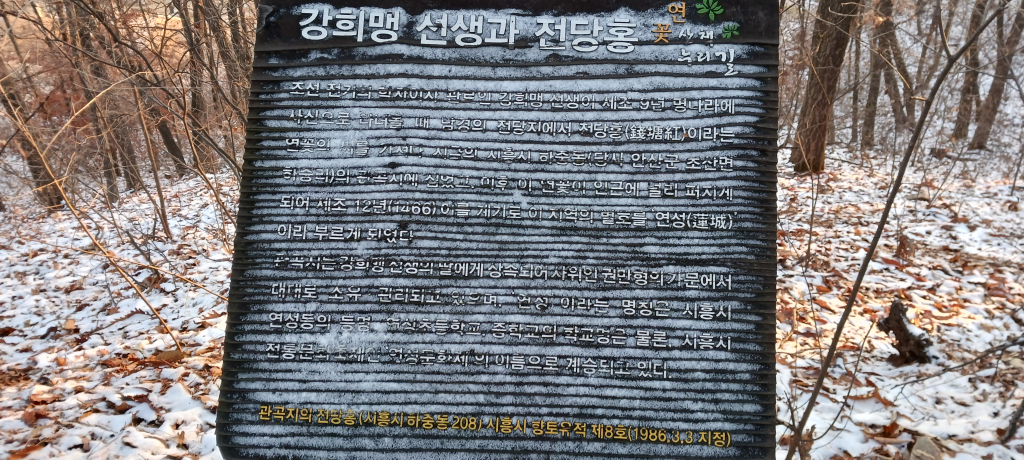 강희맹 선생과 전당홍
연꽃
누리길
조선 전기의 학자이자 관료인 강희맹 선생이 세조 9년 명나라에
사신으로 다녀올 때 남경의 전당지에서 전당홍(錢塘紅)이라는
연꽃의 씨를 가져다 지금의 시흥시 하중동(당시 안산군 초산면
하중리)의 관곡지에 심었고, 이후 이 연꽃이 인근에 널리 퍼지게
되어 세조 12년(1466) 이를 계기로 이 지역의 별호를 '연성(蓮城)'
이라 부르게 되었다.
관곡지는 강희맹 선생의 딸에게 상속되어 사위인 권만형의 가문에서
대대로 소유 · 관리되고 있으며, '연성'이라는 명칭은 시흥시
연성동의 동명, 초등학교, 중학교의 학교명은 물론, 시흥시
전통문화 '연성문화제'의 이름으로 계승되고 있다.
관곡지의 전당홍(시흥시 하중동 208) 시흥시 향토유적 제8호(1986.3.3 지정)